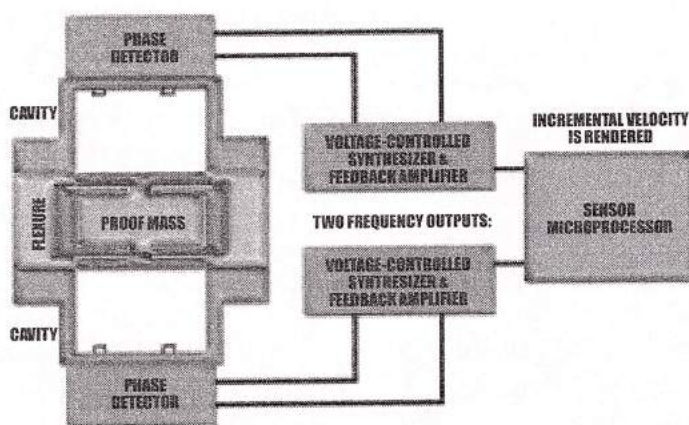 PHASE
DETECTOR
CAVITY
INCREMENTAL VELOCITY
IS RENDERED
VOLTAGE-CONTROLLED
SYNTHESIZER &
FEEDBACK AMPLIFIER
FLEXURE
PROOF MASS
TWO FREQUENCY OUTPUTS:
SENSOR
MICROPROCESSOR
VOLTAGE-CONTROLLED
SYNTHESIZER &
FEEDBACK AMPLIFIER
CAVITY
PHASE
DETECTOR